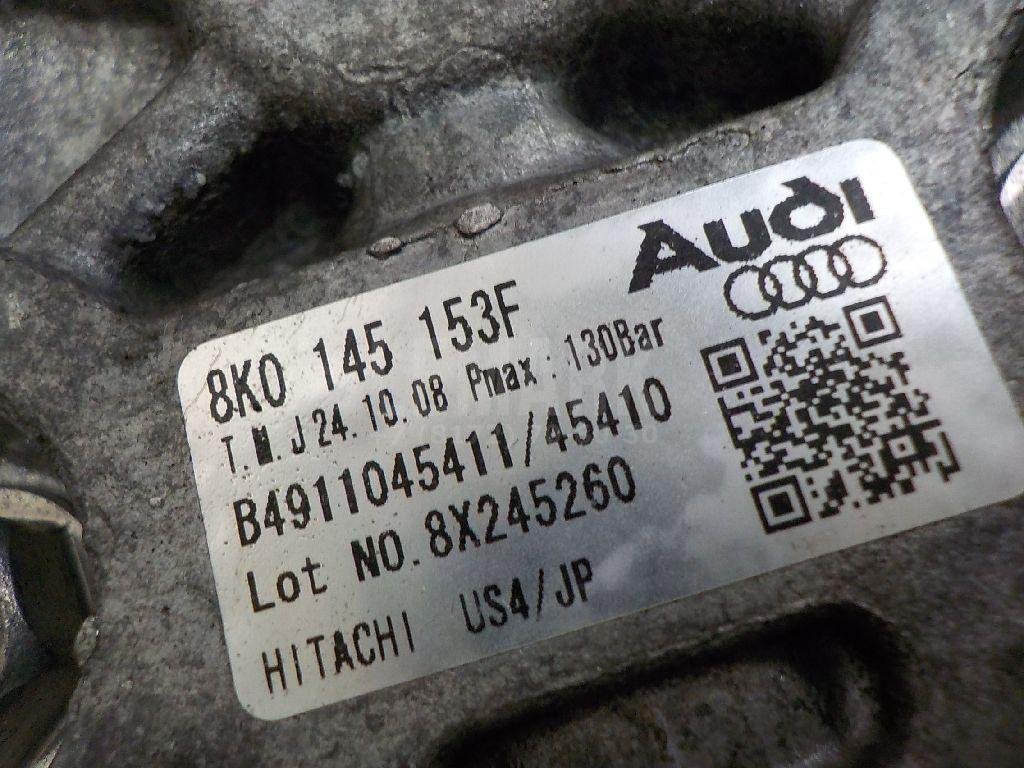 Audi
8K0 145 153F
T.M.J 24.10.08 Pmax : 130Bar
B4911045411/45410
Lot NO. 8X245260
HITACHI US4/JP